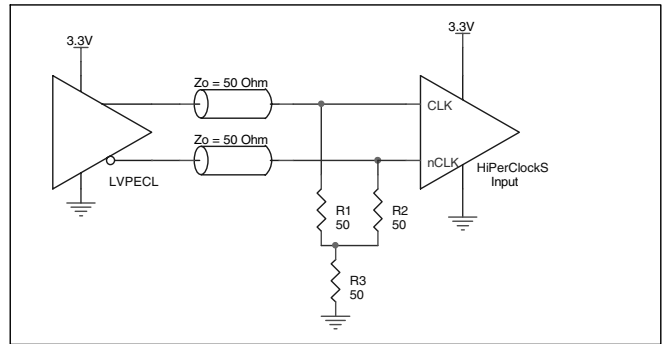 3.3V
3.3V
Zo = 50 Ohm
CLK
Zo = 50 Ohm
nCLK
HiPerClockS
Input
LVPECL
R1
50
R2
50
R3
50